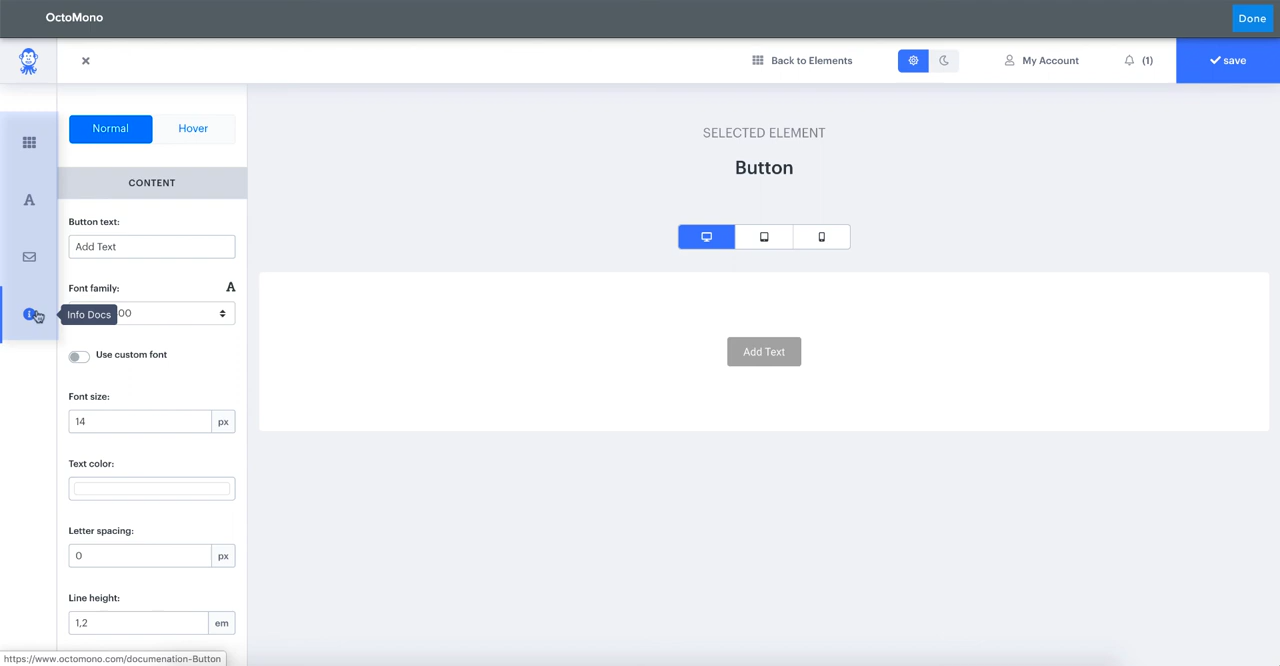 OctoMono
Done
Back to Elements
My Account
(1)
save
Normal
Hover
SELECTED ELEMENT
Button
CONTENT
Button text:
Add Text
Font family:
A
Info Docs
00
Use custom font
Add Text
Font size:
14
px
Text color:
Letter spacing:
0
px
Line height:
1,2
em
https://www.octomono.com/documenation-Button